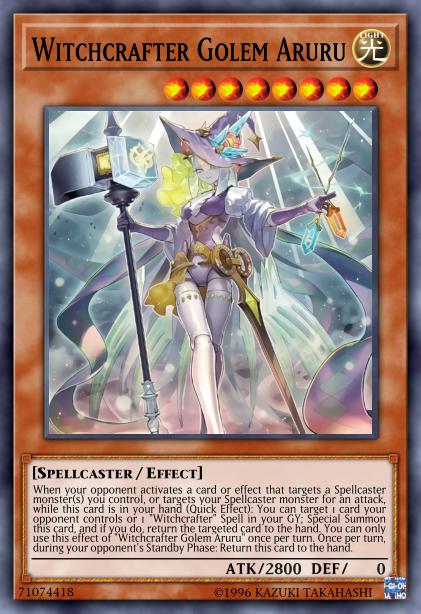 WITCHCRAFTER GOLEM ARURU
LIGHT
光
[SPELLCASTER / EFFECT]
When your opponent activates a card or effect that targets a Spellcaster
monster(s) you control, or targets your Spellcaster monster for an attack,
while this card is in your hand (Quick Effect): You can target 1 card your
opponent controls or 1 "Witchcrafter" Spell in your GY; Special Summon
this card, and if you do, return the targeted card to the hand. You can only
use this effect of "Witchcrafter Golem Aruru" once per turn. Once per turn,
during your opponent's Standby Phase: Return this card to the hand.
ATK/2800 DEF/ 0
71074418 ©1996 KAZUKI TAKAHASHI